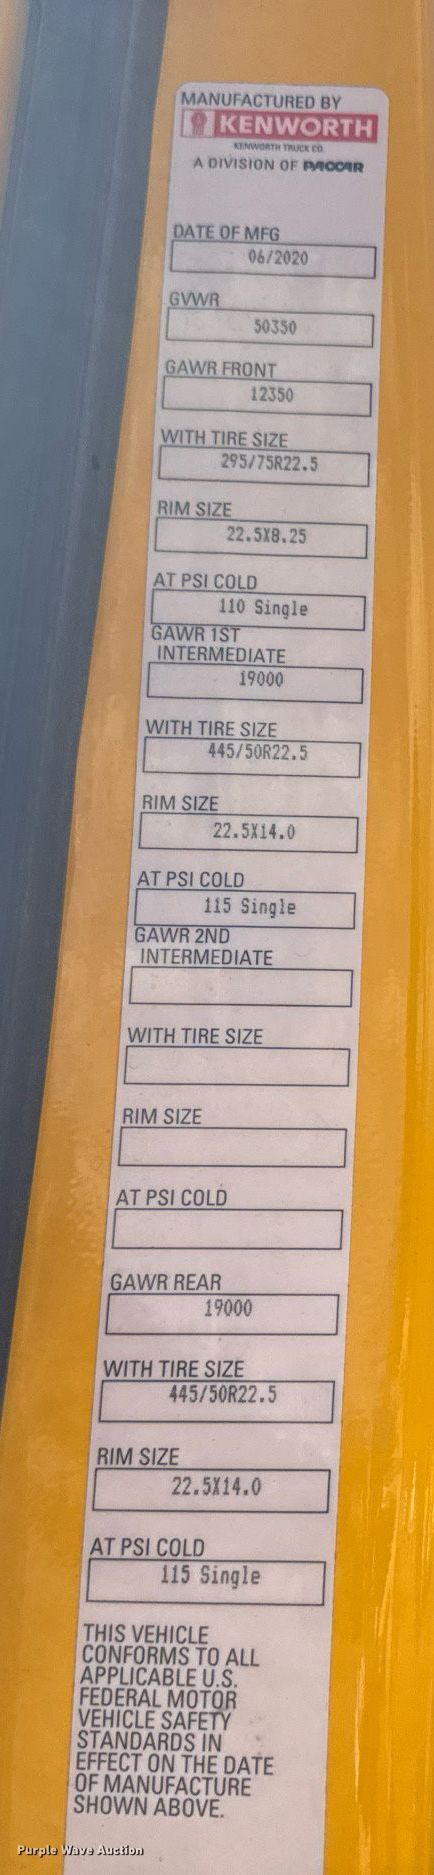 MANUFACTURED BY
KENWORTH
KENWORTH TRUCK CO.
A DIVISION OF PACCAR
DATE OF MFG
06/2020
GVWR
50350
GAWR FRONT
12350
WITH TIRE SIZE
295/75R22.5
RIM SIZE
22.5X8.25
AT PSI COLD
110 Single
GAWR 1ST
INTERMEDIATE
19000
WITH TIRE SIZE
445/50R22.5
RIM SIZE
22.5X14.0
AT PSI COLD
115 Single
GAWR 2ND
INTERMEDIATE
WITH TIRE SIZE
RIM SIZE
AT PSI COLD
GAWR REAR
19000
WITH TIRE SIZE
445/50R22.5
RIM SIZE
22.5X14.0
AT PSI COLD
115 Single
THIS VEHICLE
CONFORMS TO ALL
APPLICABLE U.S.
FEDERAL MOTOR
VEHICLE SAFETY
STANDARDS IN
EFFECT ON THE DATE
OF MANUFACTURE
SHOWN ABOVE.
Purple Wave Auction